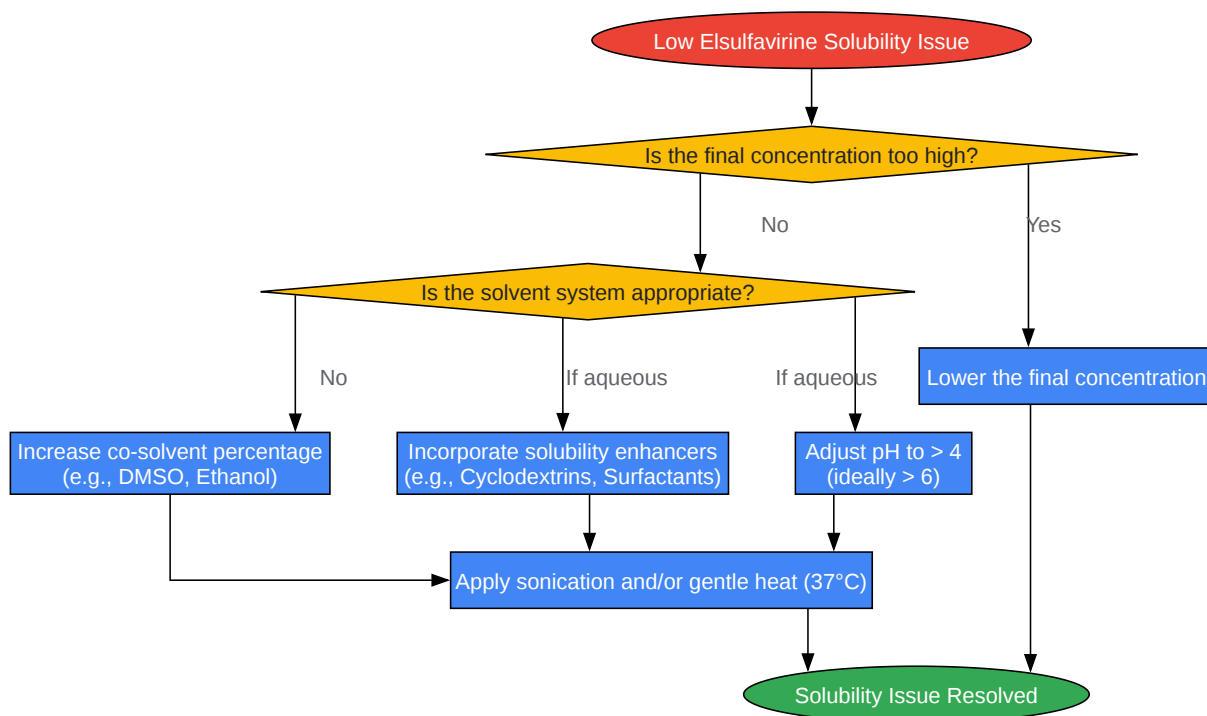 Low Elsulfavirine Solubility Issue
Is the final concentration too high?
No
Yes
Is the solvent system appropriate?
No
If aqueous
If aqueous
Lower the final concentration
Increase co-solvent percentage
(e.g., DMSO, Ethanol)
Incorporate solubility enhancers
(e.g., Cyclodextrins, Surfactants)
Adjust pH to > 4
(ideally > 6)
Apply sonication and/or gentle heat (37°C)
Solubility Issue Resolved